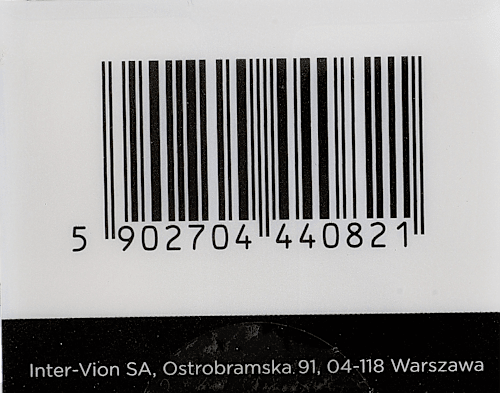 5 902704 440821
Inter-Vion SA, Ostrobramska 91, 04-118 Warszawa